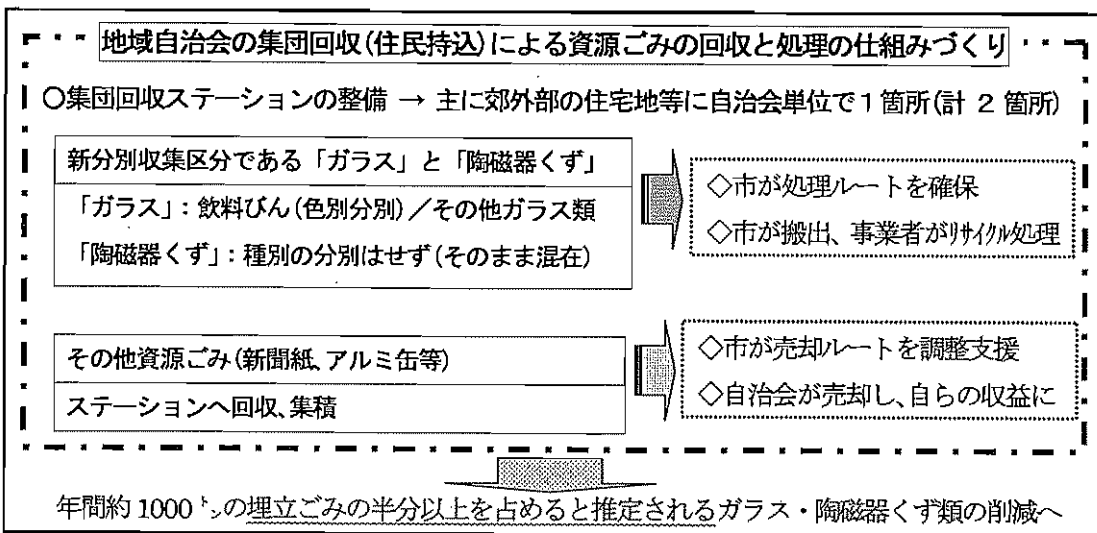 地域自治会の集団回収(住民持込)による資源ごみの回収と処理の仕組みづくり
○集団回収ステーションの整備 → 主に郊外部の住宅地等に自治会単位で1箇所(計 2 箇所)
新分別収集区分である「ガラス」と「陶磁器くず」
「ガラス」:飲料びん(色別分別)/その他ガラス類
「陶磁器くず」:種別の分別はせず(そのまま混在)
◇市が処理ルートを確保
◇市が搬出、事業者がリサイクル処理
その他資源ごみ(新聞紙、アルミ缶等)
ステーションへ回収、集積
◇市が売却ルートを調整支援
◇自治会が売却し、自らの収益に
年間約1000㌧の埋立ごみの半分以上を占めると推定されるガラス・陶磁器くず類の削減へ